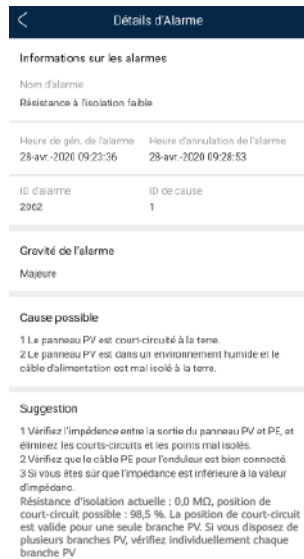 Détails d'Alarme
Informations sur les alarmes
Nom d'alarme
Résistance à l'isolation faible
Heure de gén. de l'alarme
Heure d'annulation de l'alarme
28-avr.-2020 09:23:36
28-avr.-2020 09:28:53
ID d'alarme
ID de cause
2062
1
Gravité de l'alarme
Majeure
Cause possible
1 Le panneau PV est court-circuité à la terre.
2 Le panneau PV est dans un environnement humide et le
câble d'alimentation est mal isolé à la terre.
Suggestion
1 Vérifiez l'impédence entre la sortie du panneau PV et PE, et
éliminez les courts-circuits et les points mal isolés.
2 Vérifiez que le câble PE pour l'onduleur est bien connecté.
3 Si vous êtes sûr que l'impédance est inférieure à la valeur
d'impédanc.
Résistance d'isolation actuelle : 0,0 MΩ, position de
court-circuit possible : 98,5 %. La position de court-circuit
est valide pour une seule branche PV. Si vous disposez de
plusieurs branches PV, vérifiez individuellement chaque
branche PV